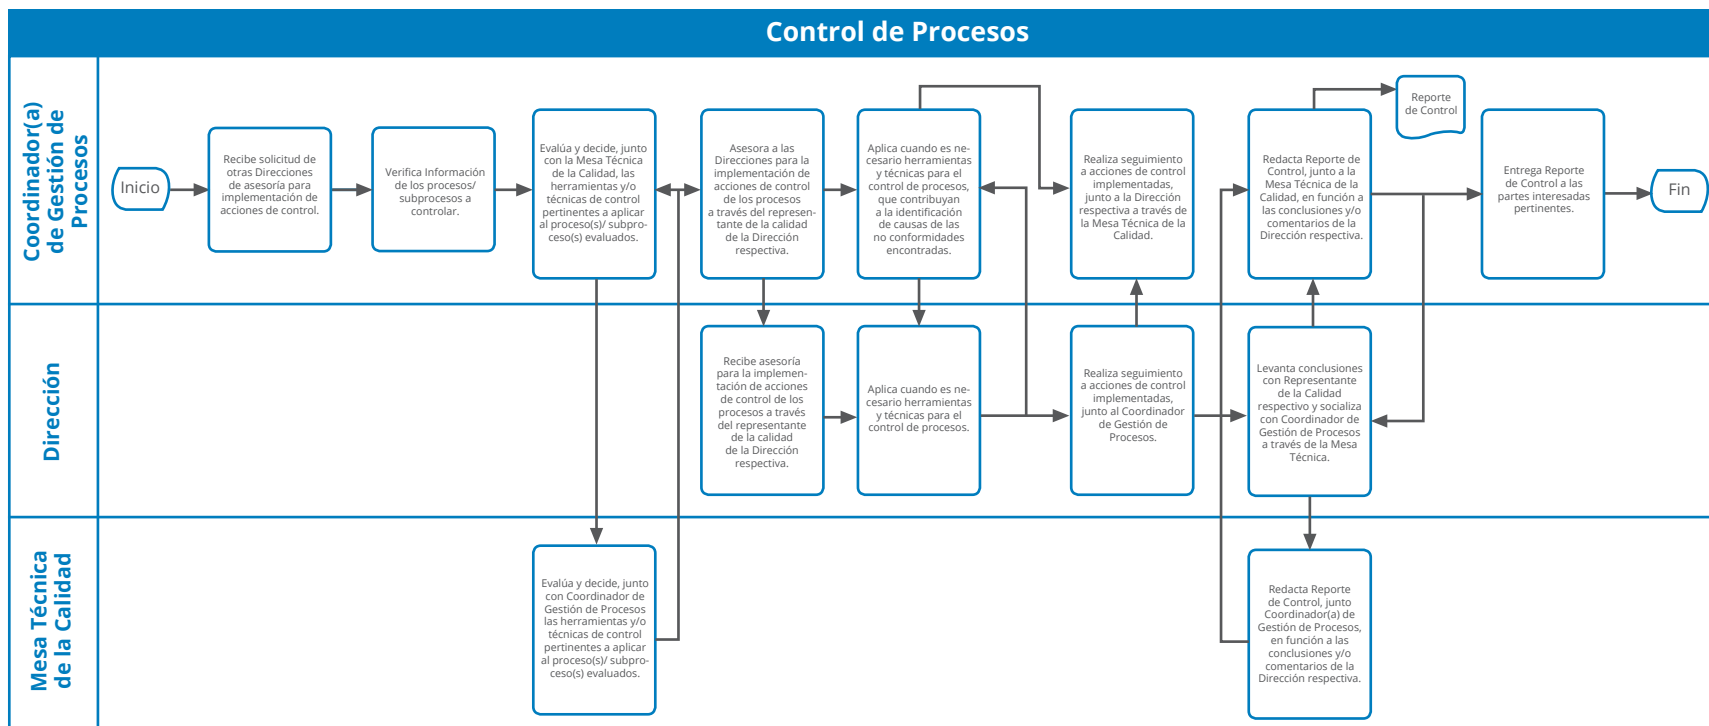 Control de Procesos
Coordinador(a)
de Gestión de
Procesos
Inicio
Recibe solicitud de
otras Direcciones
de asesoría para
implementación de
acciones de control.
Verifica Información
de los procesos/
subprocesos a
controlar.
Evalúa y decide, junto
con la Mesa Técnica
de la Calidad, las
herramientas y/o
técnicas de control
pertinentes a aplicar
al proceso(s)/ subpro-
ceso(s) evaluados.
Asesora a las
Direcciones para la
implementación de
acciones de control
de los procesos
a través del represen-
tante de la calidad
de la Dirección
respectiva.
Aplica cuando es ne-
cesario herramientas
y técnicas para el
control de procesos,
que contribuyan
a la identificación
de causas de las
no conformidades
encontradas.
Realiza seguimiento
a acciones de control
implementadas,
junto a la Dirección
respectiva a través de
la Mesa Técnica de la
Calidad.
Redacta Reporte de
Control, junto a la
Mesa Técnica de la
Calidad, en función a
las conclusiones y/o
comentarios de la
Dirección respectiva.
Reporte
de Control
Entrega Reporte
de Control a las
partes interesadas
pertinentes.
Fin
Dirección
Recibe asesoría
para la implemen-
tación de acciones
de control de los
procesos a través
del representante
de la calidad
de la Dirección
respectiva.
Aplica cuando es ne-
cesario herramientas
y técnicas para el
control de procesos.
Realiza seguimiento
a acciones de control
implementadas,
junto al Coordinador
de Gestión de
Procesos.
Levanta conclusiones
con Representante
de la Calidad
respectivo y socializa
con Coordinador de
Gestión de Procesos
a través de la Mesa
Técnica.
Mesa Técnica
de la Calidad
Evalúa y decide, junto
con Coordinador de
Gestión de Procesos
las herramientas y/o
técnicas de control
pertinentes a aplicar
al proceso(s)/ subpro-
ceso(s) evaluados.
Redacta Reporte
de Control, junto
Coordinador(a) de
Gestión de Procesos,
en función a las
conclusiones y/o
comentarios de la
Dirección respectiva.